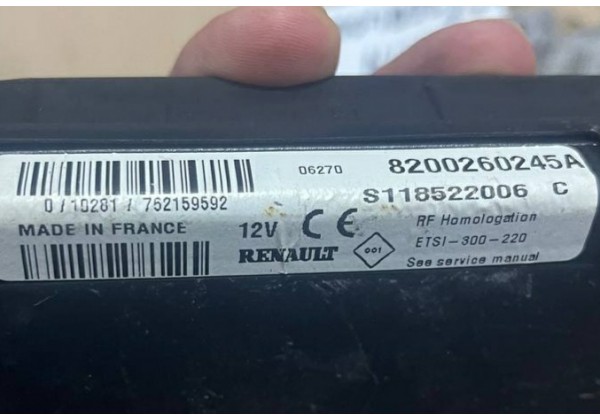 06270 8200260245A
S118522006 C
0/10281/762159592
MADE IN FRANCE
12V CE
RF Homologation
ETSI-300-220
RENAULT
001
See service manual